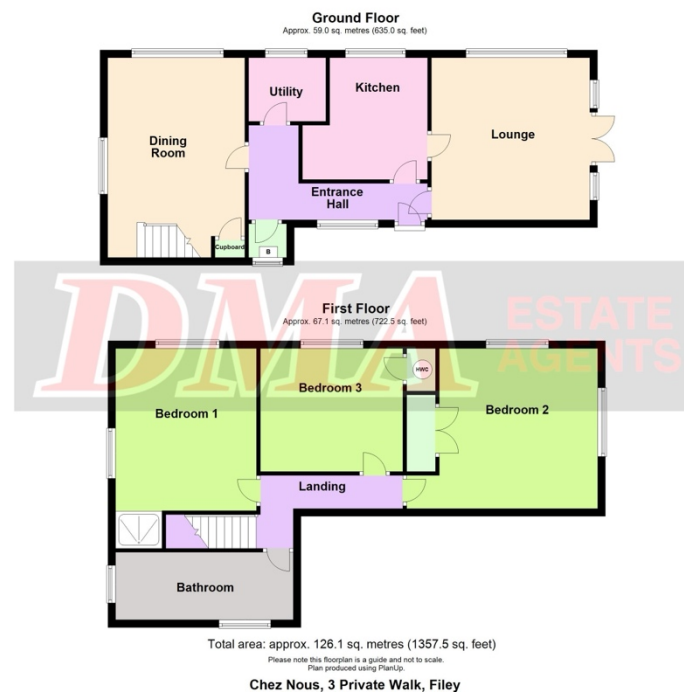 Ground Floor
Approx. 59.0 sq. metres (635.0 sq. feet)
Utility
Kitchen
Dining
Room
Lounge
Entrance
Hall
Cupboard
B
DMA
ESTATE
AGENTS
First Floor
Approx. 67.1 sq. metres (722.5 sq. feet)
HWC
Bedroom 1
Bedroom 3
Bedroom 2
Landing
Bathroom
Total area: approx. 126.1 sq. metres (1357.5 sq. feet)
Please note this floorplan is a guide and not to scale.
Plan produced using PlanUp.
Chez Nous, 3 Private Walk, Filey